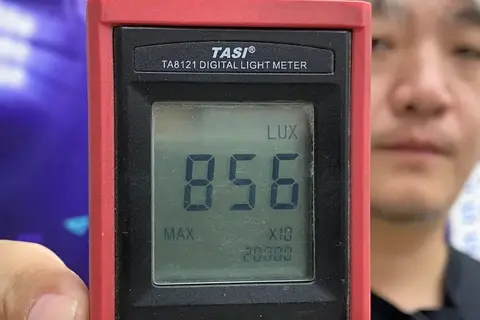 TASI®
TA8121 DIGITAL LIGHT METER
LUX
856
MAX X10
20000